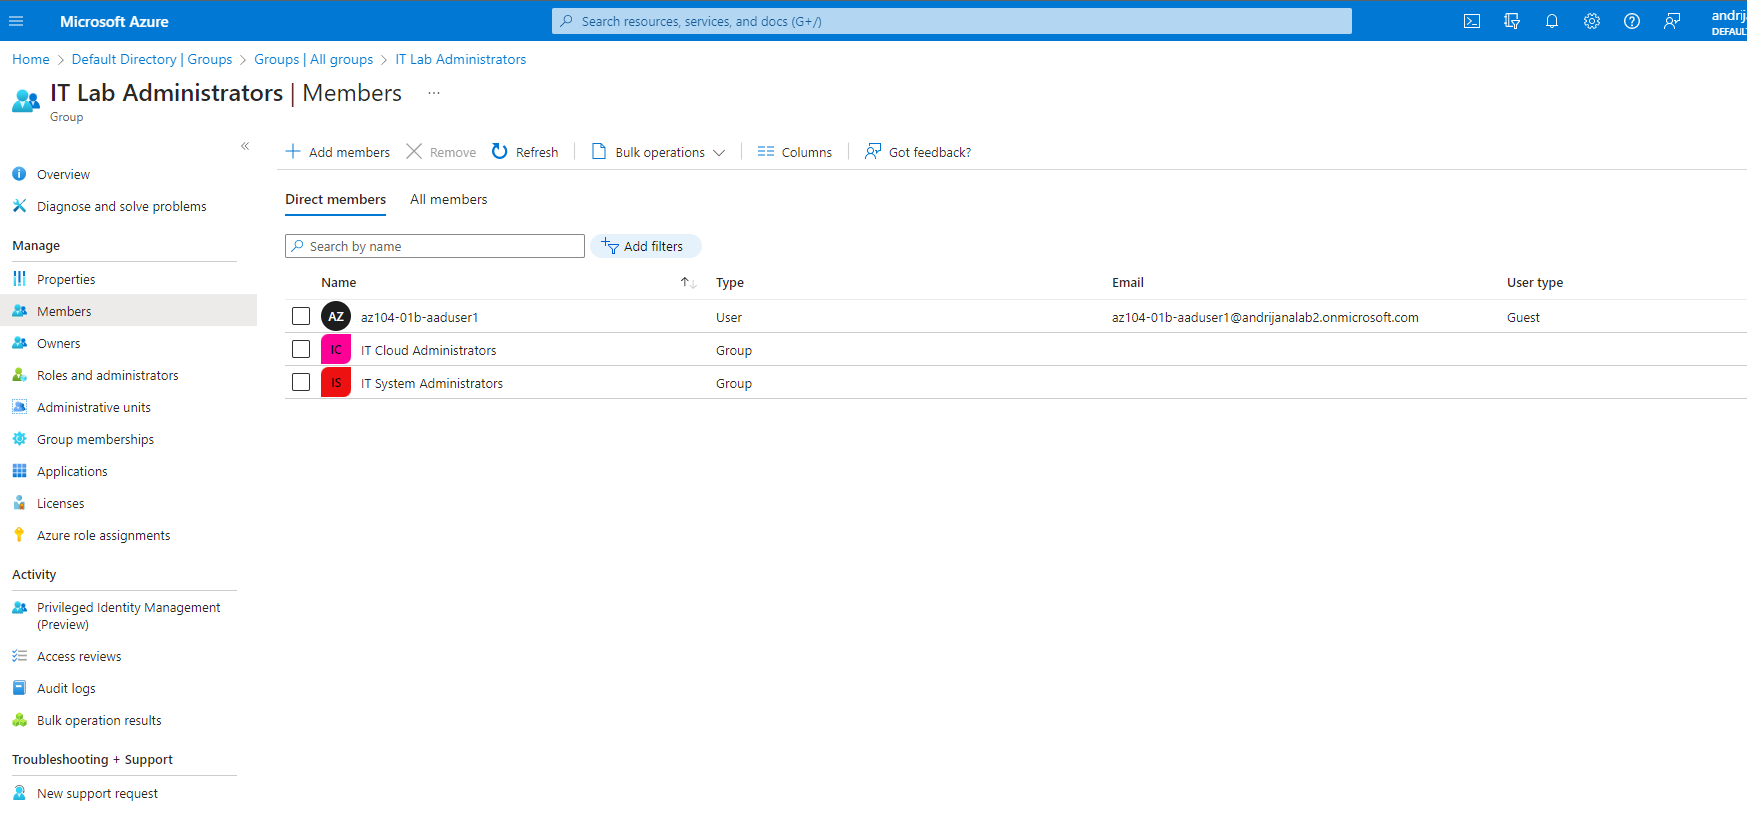 Microsoft Azure
Search resources, services, and docs (G+/)
andrij
DEFAUL
Home > Default Directory | Groups > Groups | All groups > IT Lab Administrators
IT Lab Administrators | Members ...
Group
«
Overview
Diagnose and solve problems
Manage
Properties
Members
Owners
Roles and administrators
Administrative units
Group memberships
Applications
Licenses
Azure role assignments
Activity
Privileged Identity Management
(Preview)
Access reviews
Audit logs
Bulk operation results
Troubleshooting + Support
New support request
Add members Remove Refresh Bulk operations Columns Got feedback?
Direct members All members
Search by name Add filters
Name Type Email User type
AZ az104-01b-aaduser1 User az104-01b-aaduser1@andrijanalab2.onmicrosoft.com Guest
IC IT Cloud Administrators Group
IS IT System Administrators Group